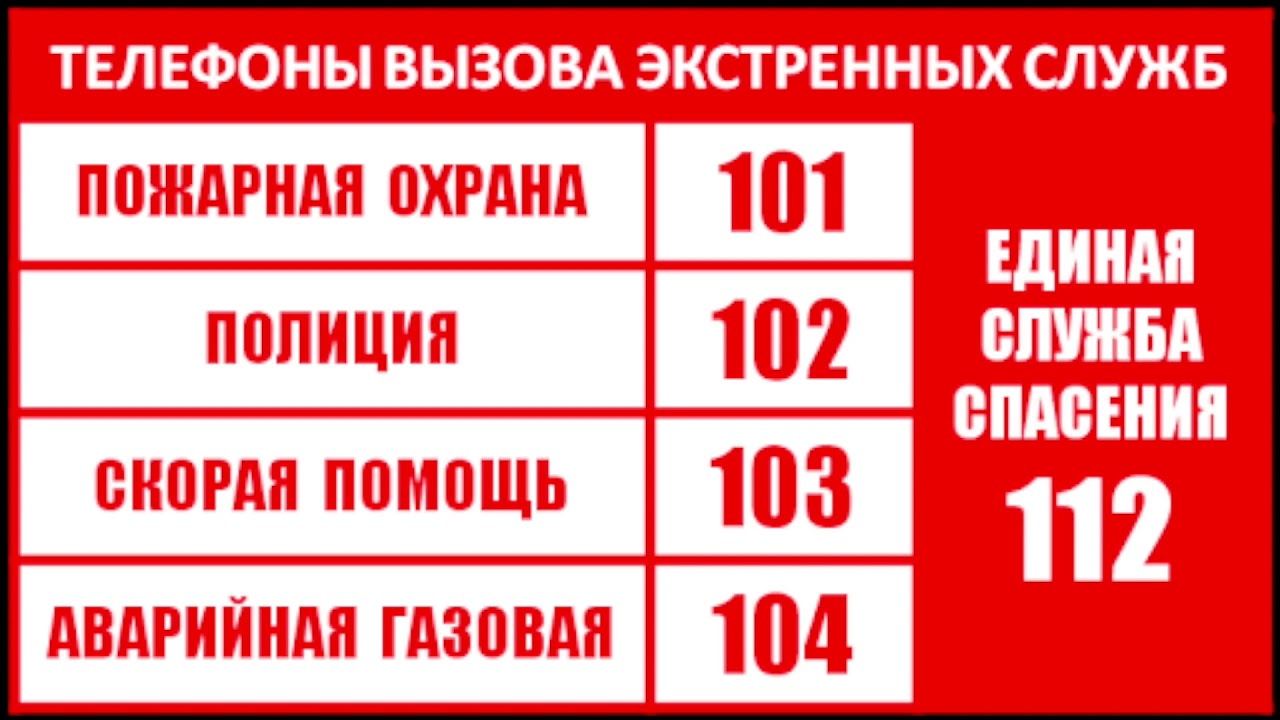 ТЕЛЕФОНЫ ВЫЗОВА ЭКСТРЕННЫХ СЛУЖБ
ПОЖАРНАЯ ОХРАНА 101
ПОЛИЦИЯ 102
СКОРАЯ ПОМОЩЬ 103
АВАРИЙНАЯ ГАЗОВАЯ 104
ЕДИНАЯ
СЛУЖБА
СПАСЕНИЯ
112